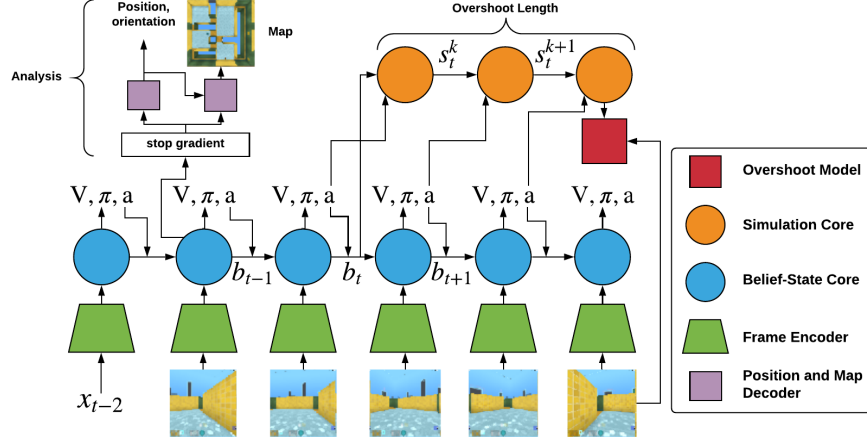 Position,
orientation
Map
Analysis
stop gradient
Overshoot Length
s_t^k
s_t^{k+1}
V, π, a
V, π, a
V, π, a
V, π, a
V, π, a
V, π, a
b_{t−1}
b_t
b_{t+1}
x_{t−2}
Overshoot Model
Simulation Core
Belief-State Core
Frame Encoder
Position and Map
Decoder